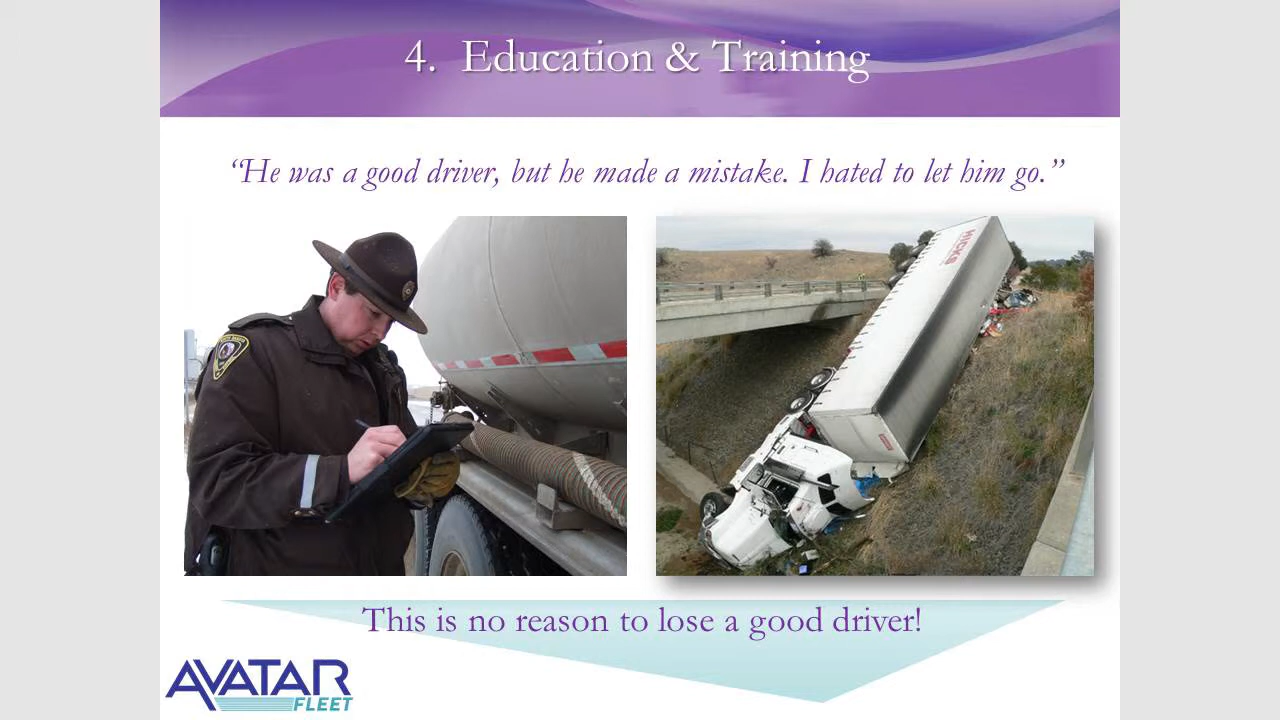 4. Education & Training
“He was a good driver, but he made a mistake. I hated to let him go.”
HICKS
This is no reason to lose a good driver!
AVATAR
FLEET